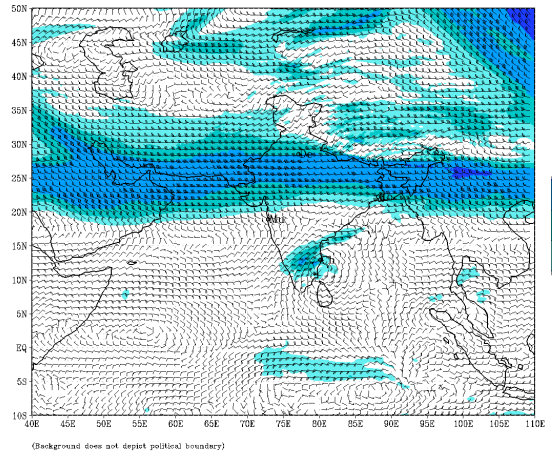 50N
45N
40N
35N
30N
25N
20N
15N
10N
5N
EQ
5S
10S
40E 45E 50E 55E 60E 65E 70E 75E 80E 85E 90E 95E 100E 105E 110E
(Background does not depict political boundary)